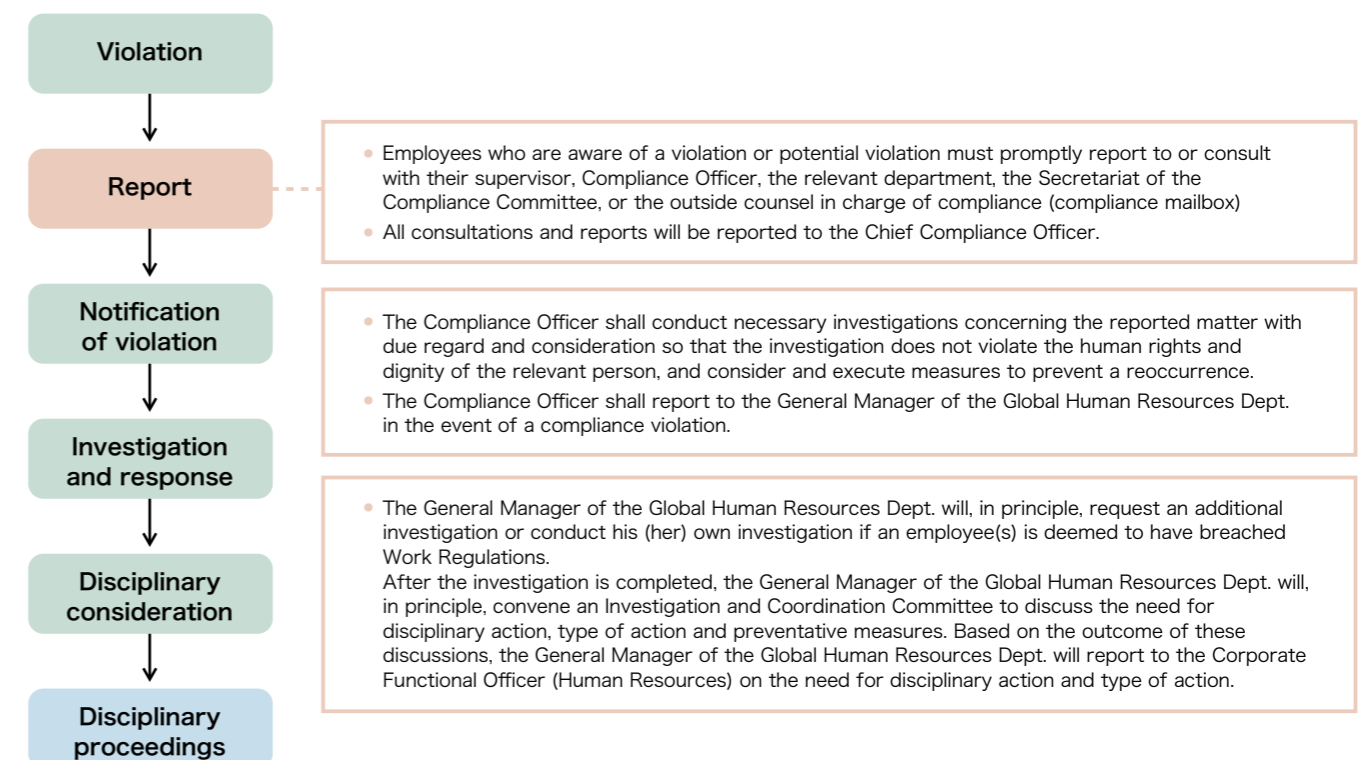 Violation
Report
Employees who are aware of a violation or potential violation must promptly report to or consult
with their supervisor, Compliance Officer, the relevant department, the Secretariat of the
Compliance Committee, or the outside counsel in charge of compliance (compliance mailbox)
All consultations and reports will be reported to the Chief Compliance Officer.
Notification
of violation
The Compliance Officer shall conduct necessary investigations concerning the reported matter with
due regard and consideration so that the investigation does not violate the human rights and
dignity of the relevant person, and consider and execute measures to prevent a reoccurrence.
The Compliance Officer shall report to the General Manager of the Global Human Resources Dept.
in the event of a compliance violation.
Investigation
and response
Disciplinary
consideration
The General Manager of the Global Human Resources Dept. will, in principle, request an additional
investigation or conduct his (her) own investigation if an employee(s) is deemed to have breached
Work Regulations.
After the investigation is completed, the General Manager of the Global Human Resources Dept. will,
in principle, convene an Investigation and Coordination Committee to discuss the need for
disciplinary action, type of action and preventative measures. Based on the outcome of these
discussions, the General Manager of the Global Human Resources Dept. will report to the Corporate
Functional Officer (Human Resources) on the need for disciplinary action and type of action.
Disciplinary
proceedings